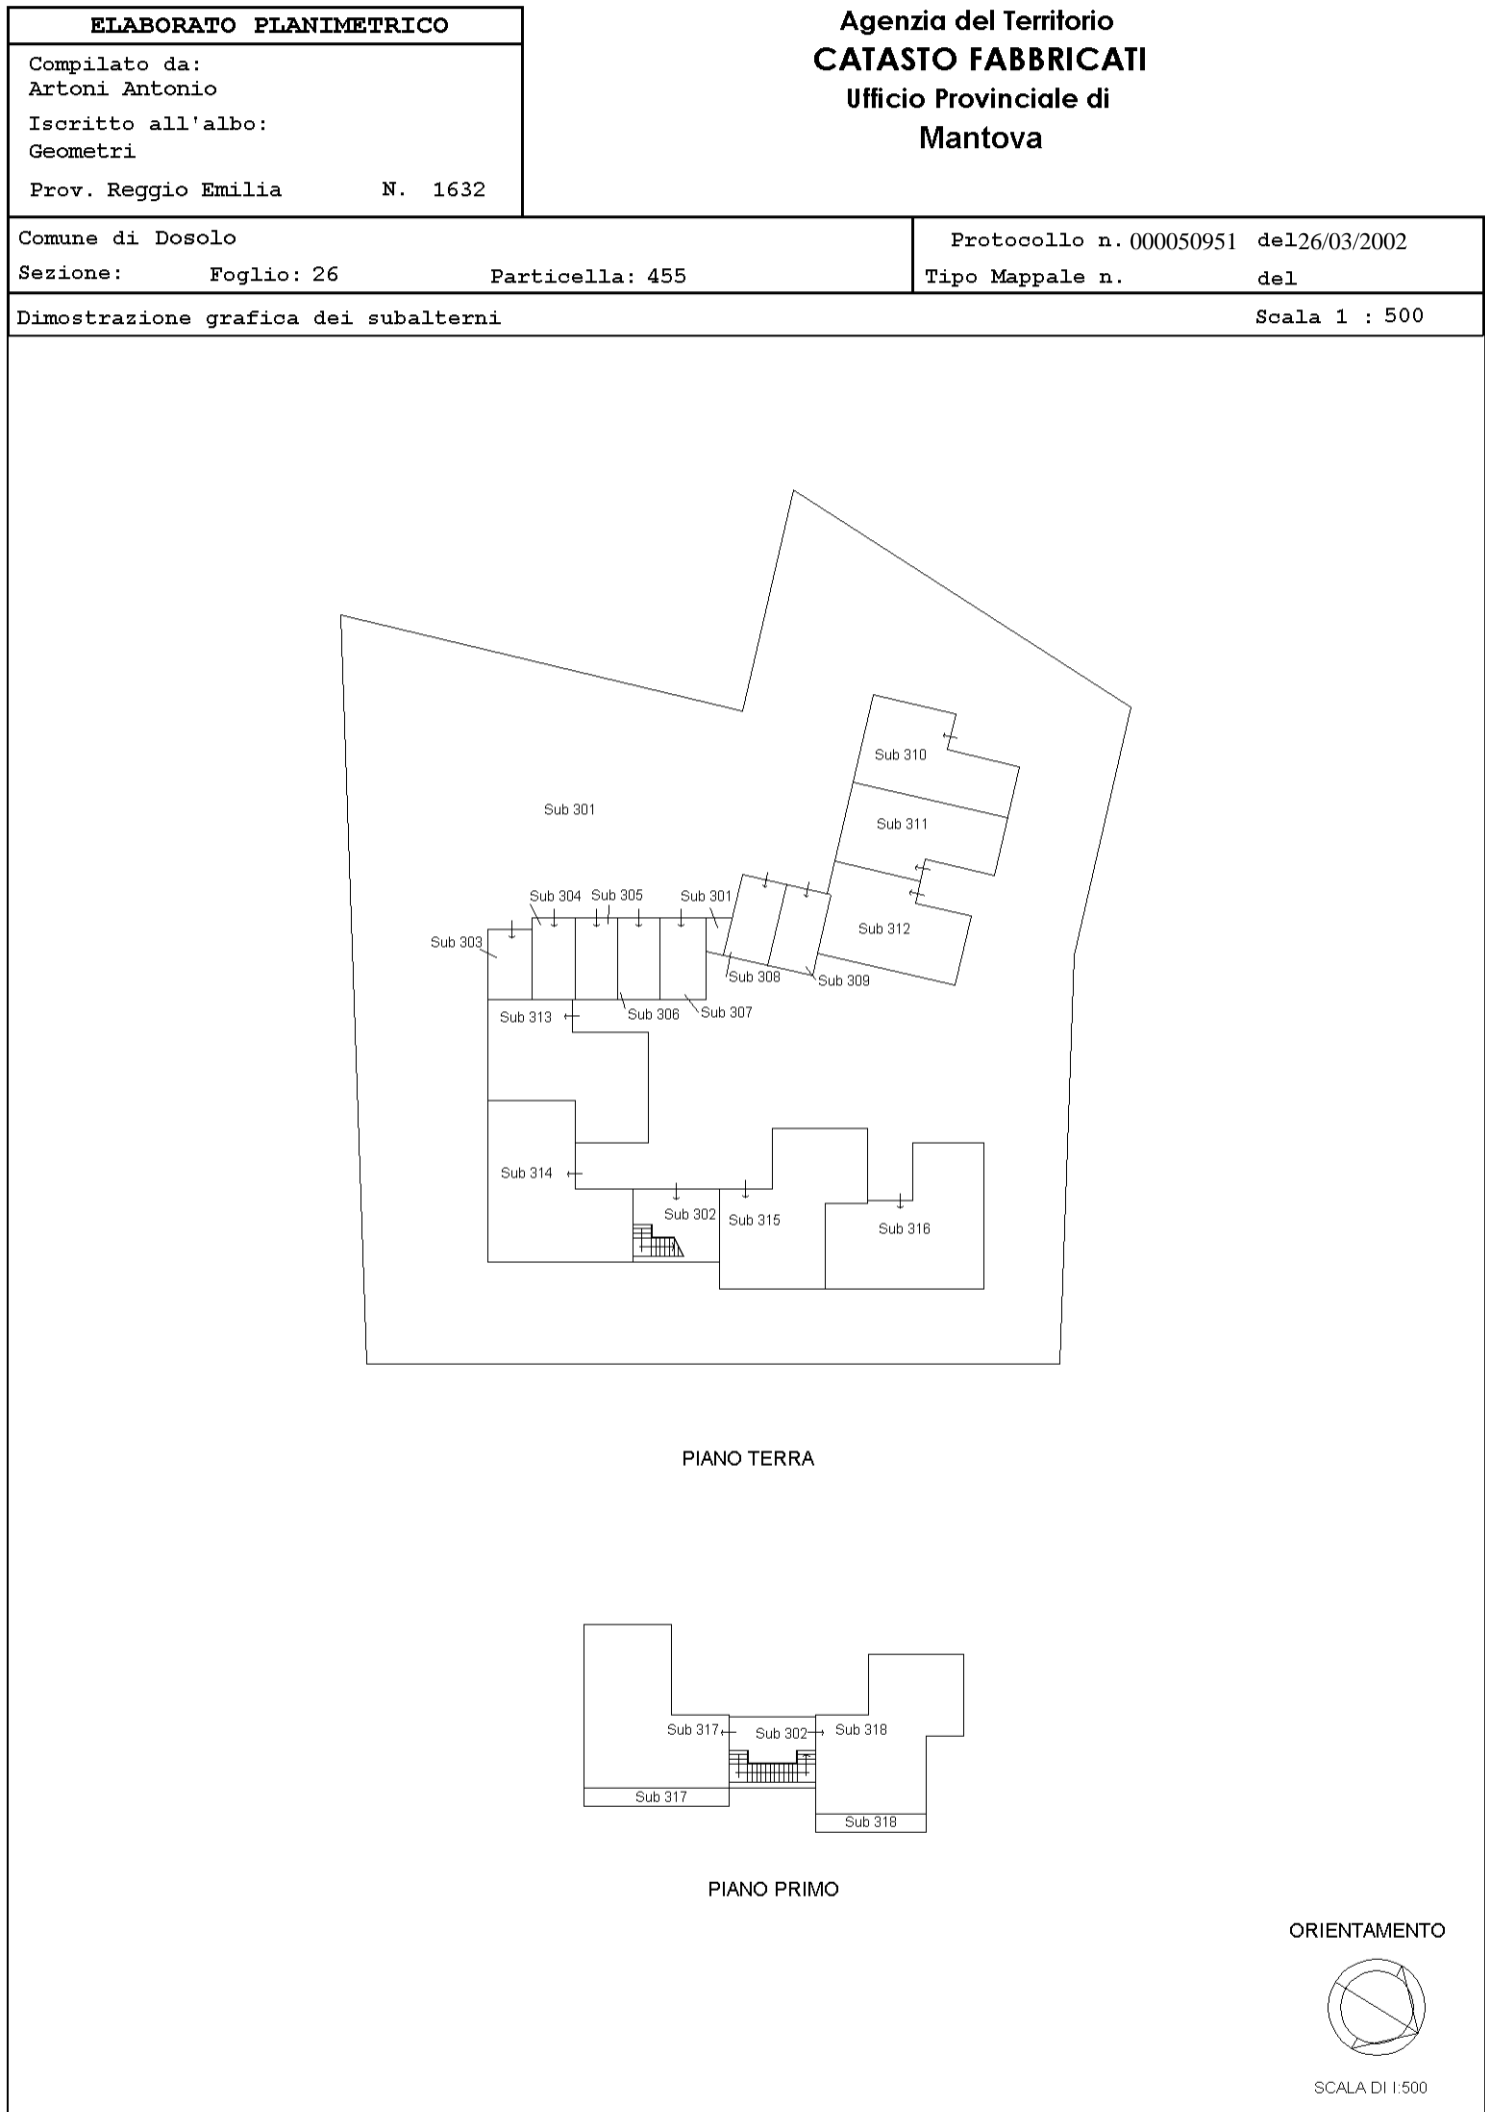 ELABORATO PLANIMETRICO
Compilato da:
Artoni Antonio
Iscritto all'albo:
Geometri
Prov. Reggio Emilia N. 1632
Agenzia del Territorio
CATASTO FABBRICATI
Ufficio Provinciale di
Mantova
Comune di Dosolo
Sezione: Foglio: 26 Particella: 455
Protocollo n. 000050951 del 26/03/2002
Tipo Mappale n. del
Dimostrazione grafica dei subalterni Scala 1 : 500
Sub 310
Sub 301
Sub 311
Sub 304
Sub 305
Sub 301
Sub 312
Sub 303
Sub 308
Sub 309
Sub 313
Sub 306
Sub 307
Sub 314
Sub 302
Sub 315
Sub 316
PIANO TERRA
Sub 317
Sub 302
Sub 318
Sub 317
Sub 318
PIANO PRIMO
ORIENTAMENTO
SCALA DI 1:500